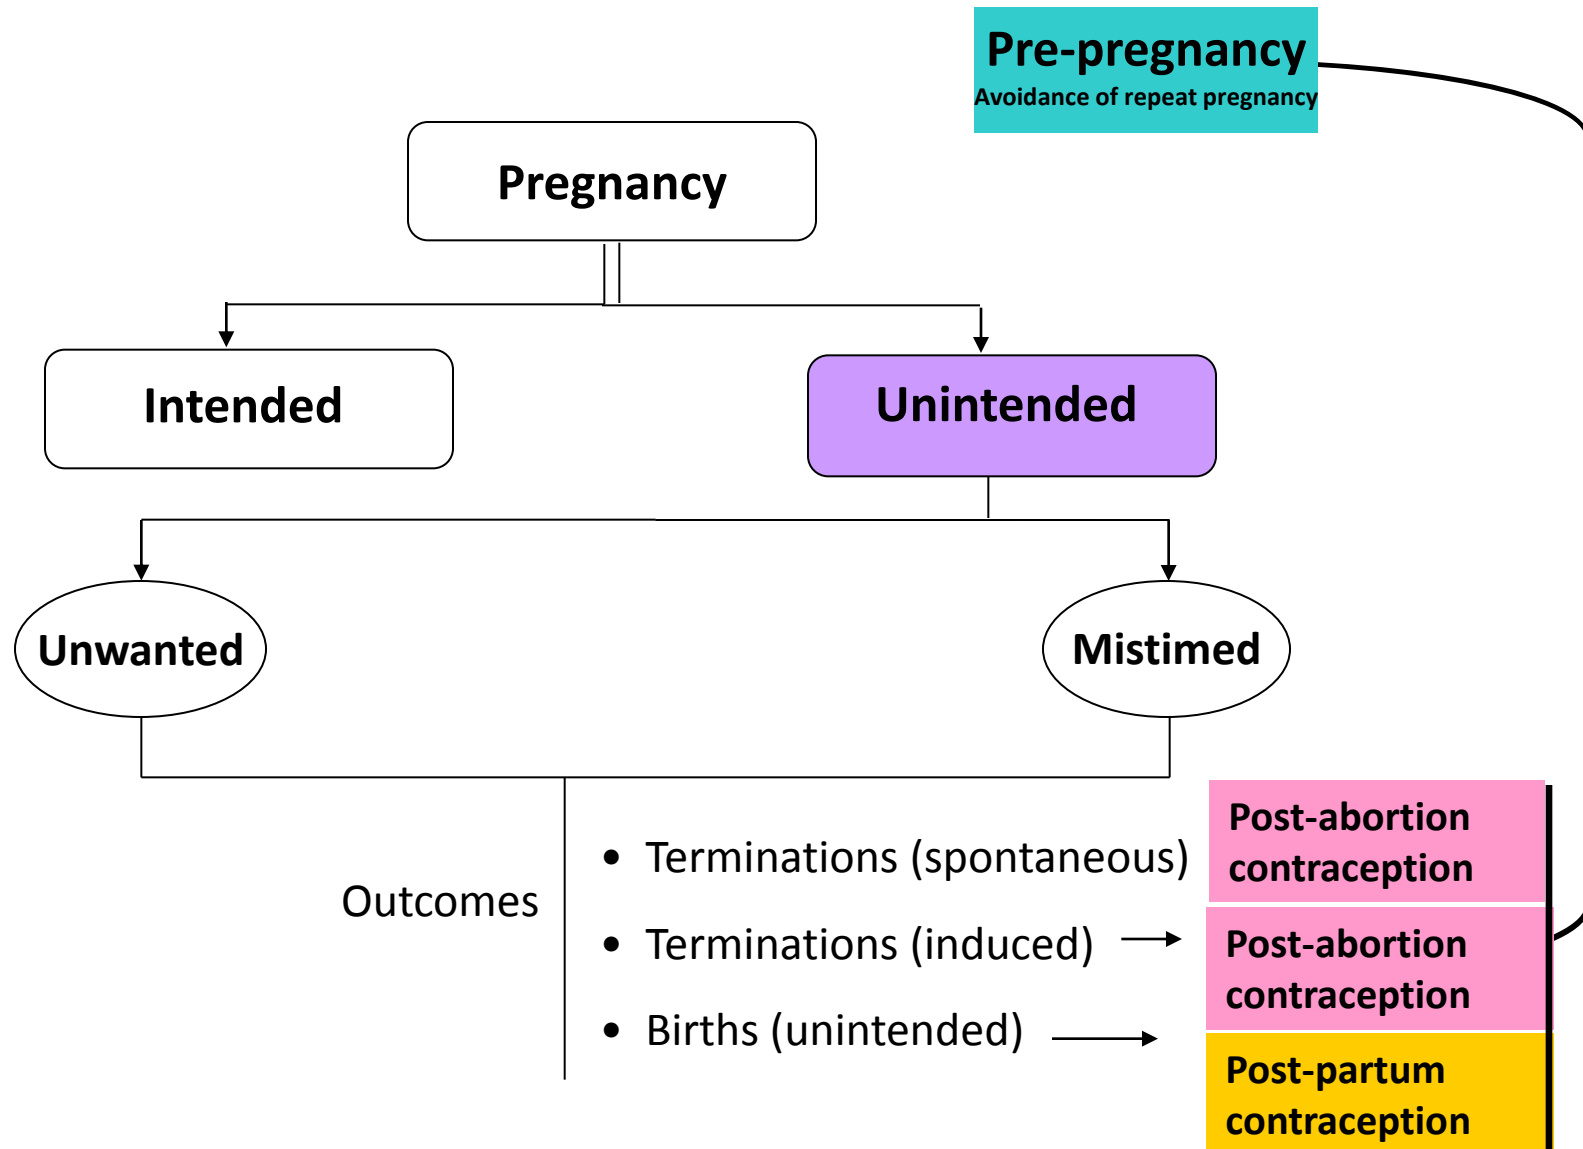 Pre-pregnancy
Avoidance of repeat pregnancy
Pregnancy
Intended
Unintended
Unwanted
Mistimed
Outcomes
• Terminations (spontaneous)
• Terminations (induced)
• Births (unintended)
Post-abortion
contraception
Post-abortion
contraception
Post-partum
contraception